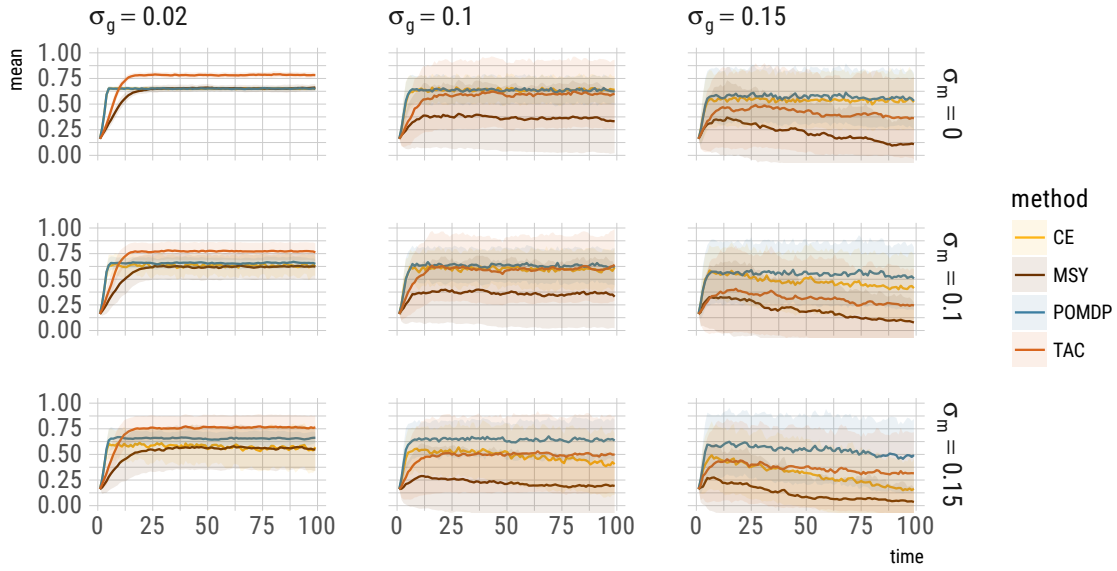 σg = 0.02
σg = 0.1
σg = 0.15
mean
1.00
0.75
0.50
0.25
0.00
σm = 0
1.00
0.75
0.50
0.25
0.00
σm = 0.1
1.00
0.75
0.50
0.25
0.00
σm = 0.15
0 25 50 75 100
0 25 50 75 100
0 25 50 75 100
time
method
CE
MSY
POMDP
TAC